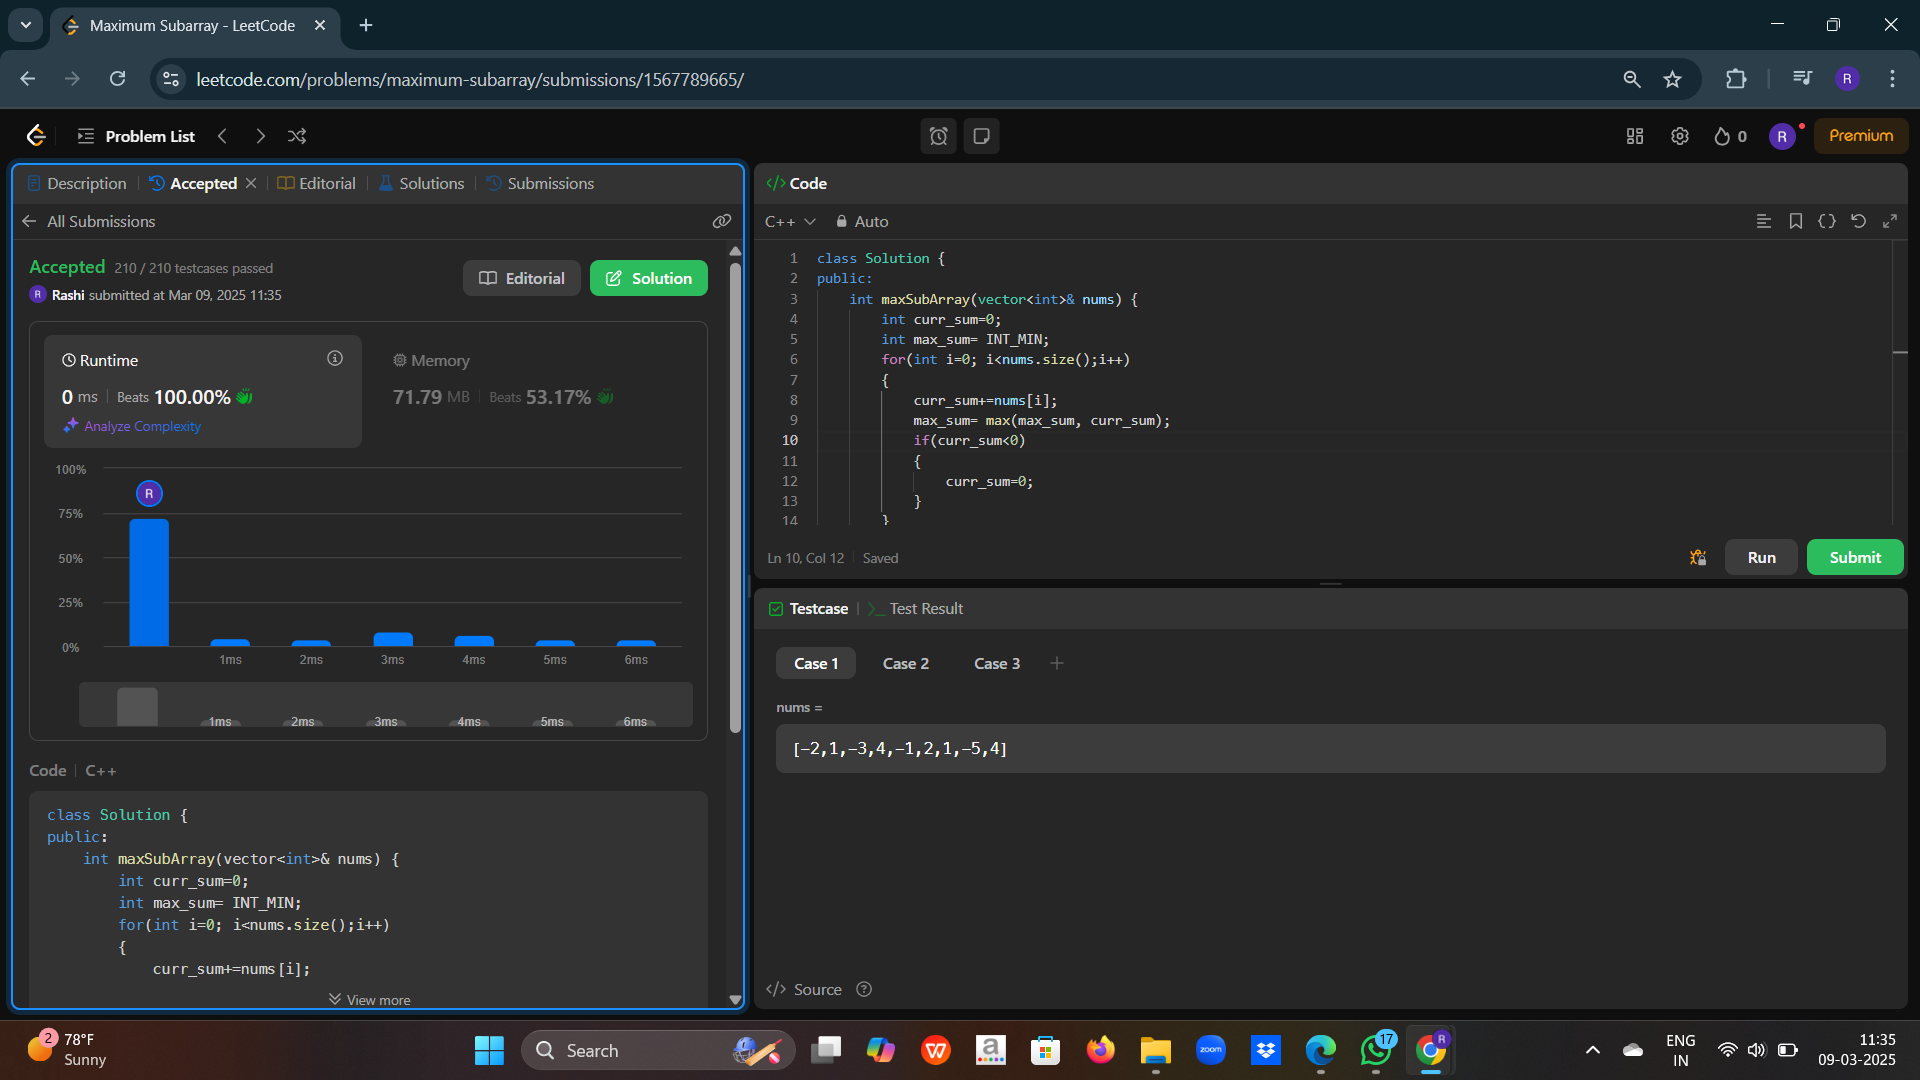 Maximum Subarray - LeetCode
leetcode.com/problems/maximum-subarray/submissions/1567789665/
R
Problem List
0
R
Premium
Description
Accepted
Editorial
Solutions
Submissions
All Submissions
Accepted 210 / 210 testcases passed
R Rashi submitted at Mar 09, 2025 11:35
Editorial
Solution
Runtime
0 ms Beats 100.00%
Analyze Complexity
Memory
71.79 MB Beats 53.17%
100%
75%
50%
25%
0%
R
1ms 2ms 3ms 4ms 5ms 6ms
1ms 2ms 3ms 4ms 5ms 6ms
Code C++
class Solution {
public:
int maxSubArray(vector<int>& nums) {
int curr_sum=0;
int max_sum= INT_MIN;
for(int i=0; i<nums.size();i++)
{
curr_sum+=nums[i];
View more
</> Code
C++ Auto
1 class Solution {
2 public:
3 int maxSubArray(vector<int>& nums) {
4 int curr_sum=0;
5 int max_sum= INT_MIN;
6 for(int i=0; i<nums.size();i++)
7 {
8 curr_sum+=nums[i];
9 max_sum= max(max_sum, curr_sum);
10 if(curr_sum<0)
11 {
12 curr_sum=0;
13 }
14 }
Ln 10, Col 12 Saved
Run
Submit
Testcase >_ Test Result
Case 1 Case 2 Case 3 +
nums =
[-2,1,-3,4,-1,2,1,-5,4]
</> Source
2
78°F
Sunny
Search
W
a
zoom
17
R
ENG
IN
11:35
09-03-2025